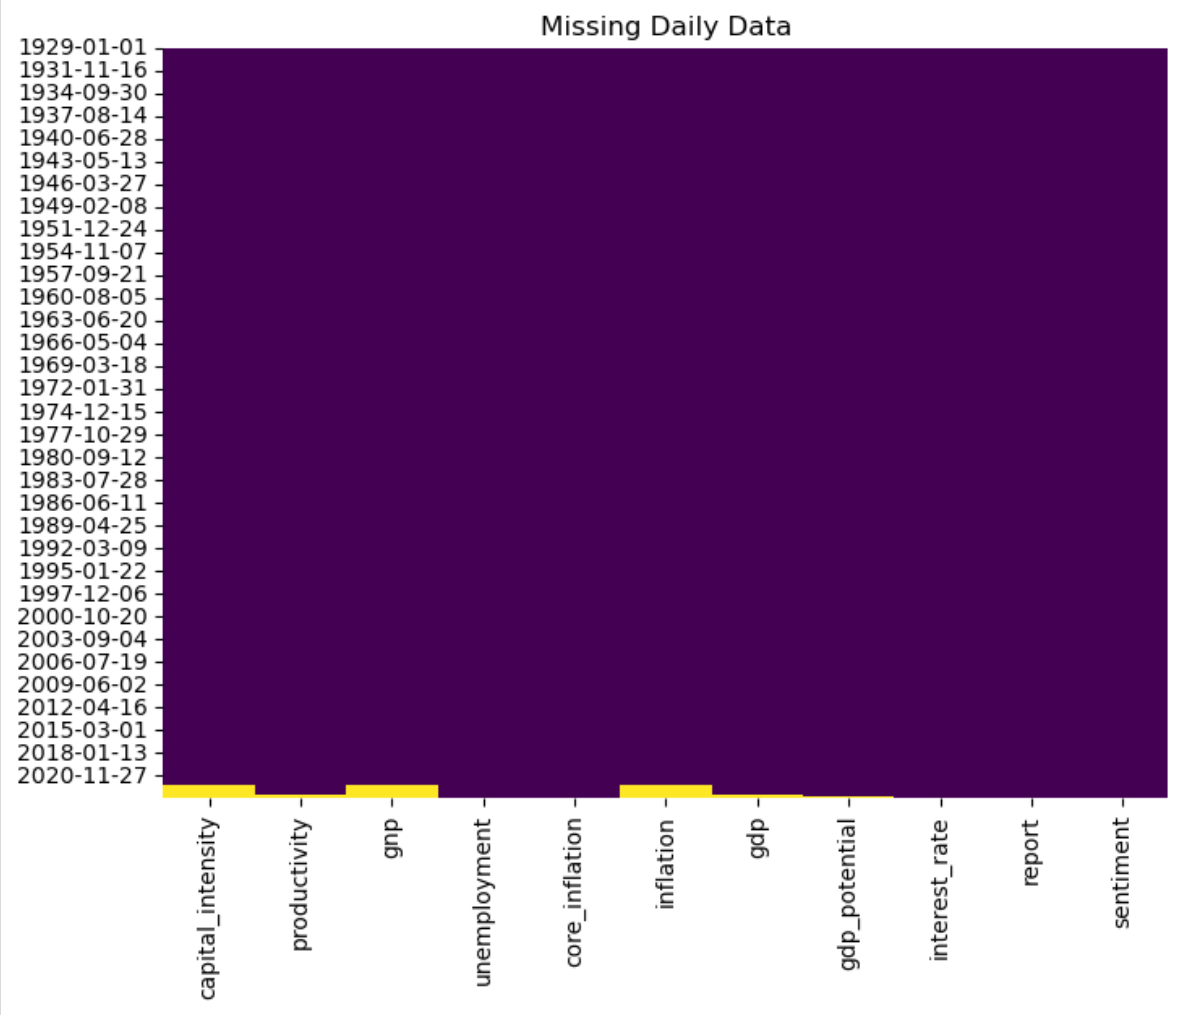 Missing Daily Data
1929-01-01
1931-11-16
1934-09-30
1937-08-14
1940-06-28
1943-05-13
1946-03-27
1949-02-08
1951-12-24
1954-11-07
1957-09-21
1960-08-05
1963-06-20
1966-05-04
1969-03-18
1972-01-31
1974-12-15
1977-10-29
1980-09-12
1983-07-28
1986-06-11
1989-04-25
1992-03-09
1995-01-22
1997-12-06
2000-10-20
2003-09-04
2006-07-19
2009-06-02
2012-04-16
2015-03-01
2018-01-13
2020-11-27
capital_intensity
productivity
gnp
unemployment
core_inflation
inflation
gdp
gdp_potential
interest_rate
report
sentiment